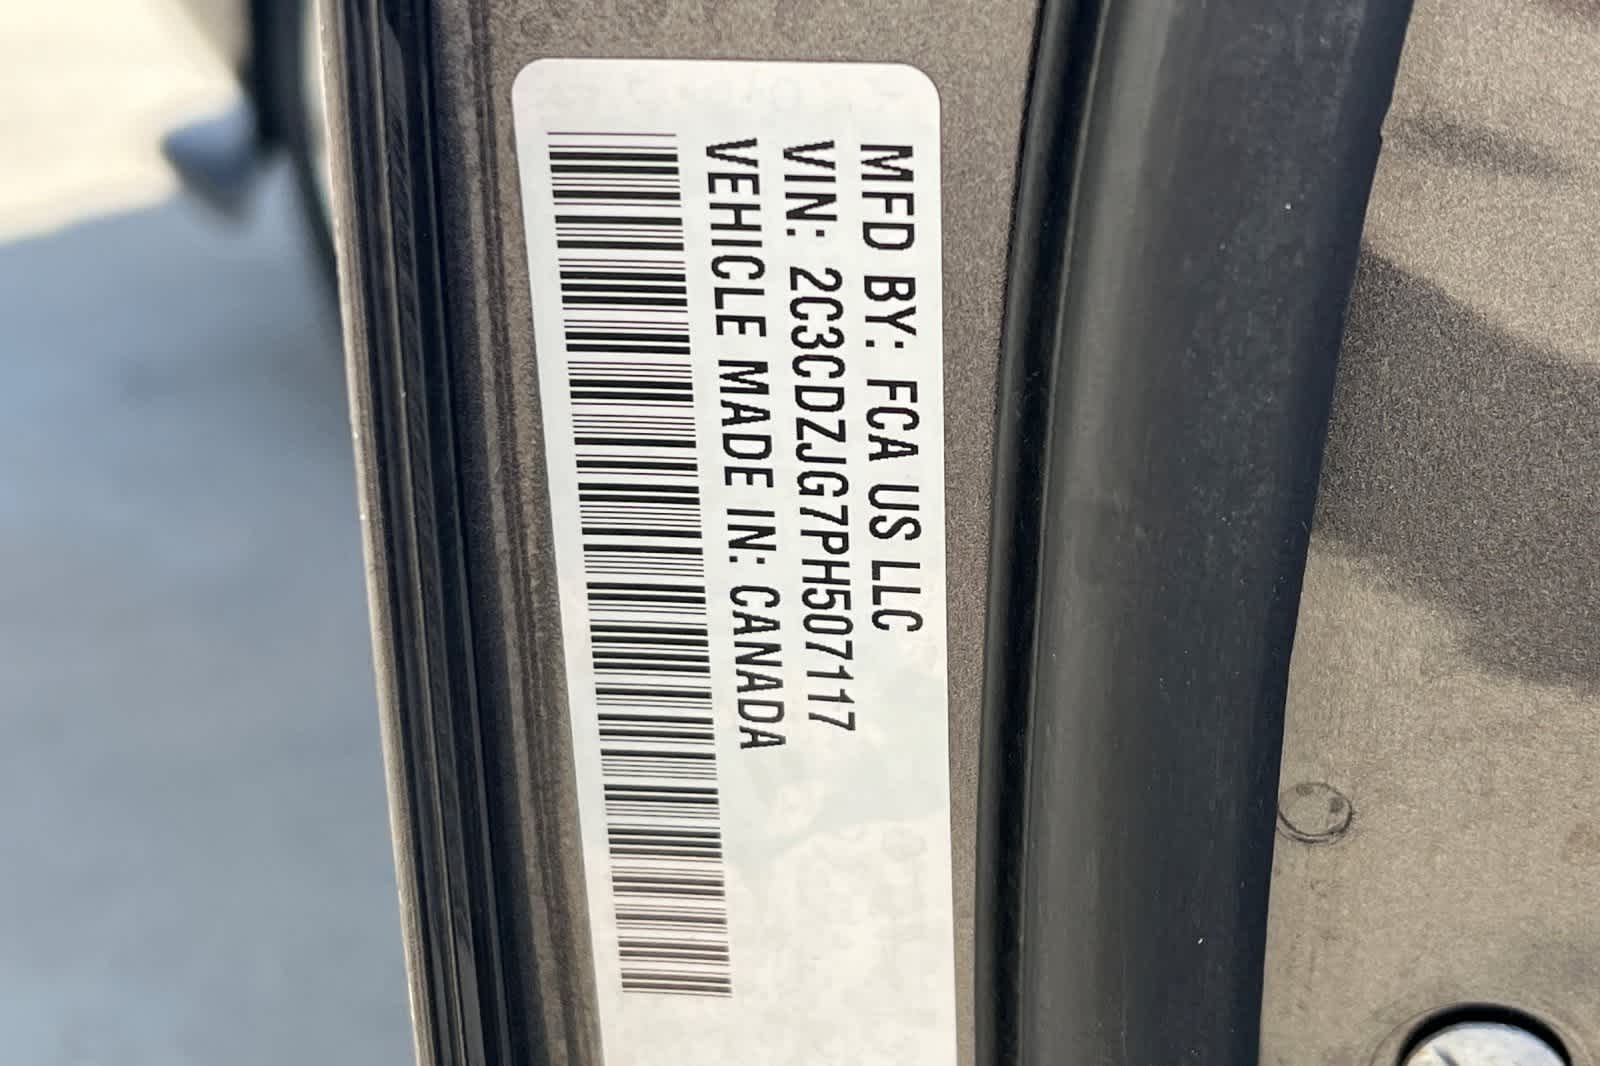 MFD BY: FCA US LLC
VIN: 2C3CDZJG7PH507117
VEHICLE MADE IN: CANADA